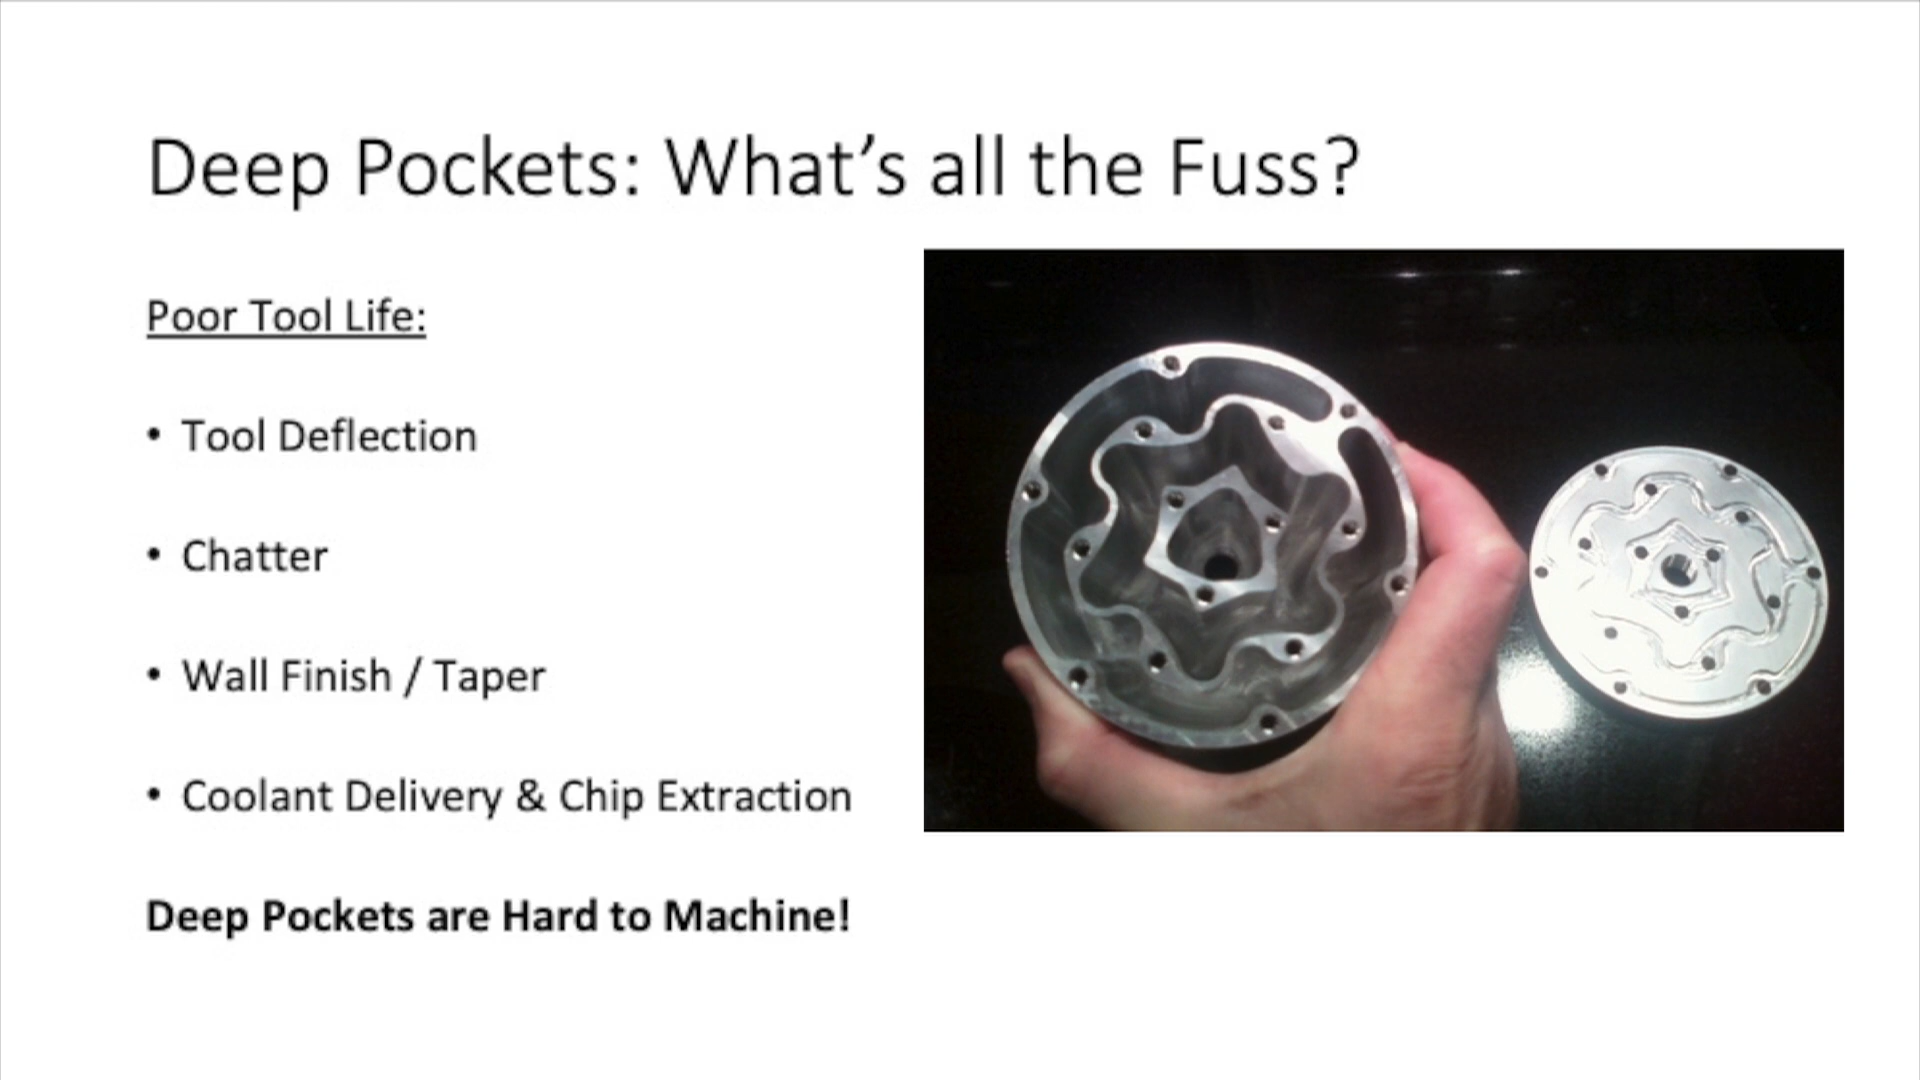 Deep Pockets: What’s all the Fuss?
Poor Tool Life:
• Tool Deflection
• Chatter
• Wall Finish / Taper
• Coolant Delivery & Chip Extraction
Deep Pockets are Hard to Machine!